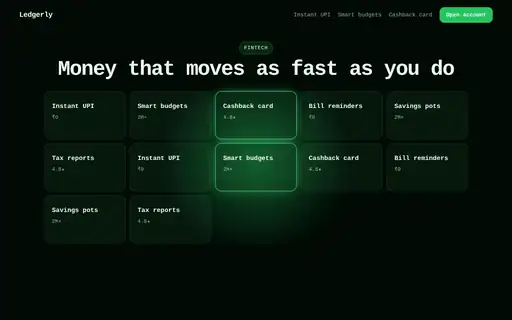 Ledgerly
Instant UPI Smart budgets Cashback card Open account
FINTECH
Money that moves as fast as you do
Instant UPI Smart budgets Cashback card Bill reminders Savings pots
₹0 2M+ 4.8★ ₹0 2M+
Tax reports Instant UPI Smart budgets Cashback card Bill reminders
4.8★ ₹0 2M+ 4.8★ ₹0
Savings pots Tax reports
2M+ 4.8★